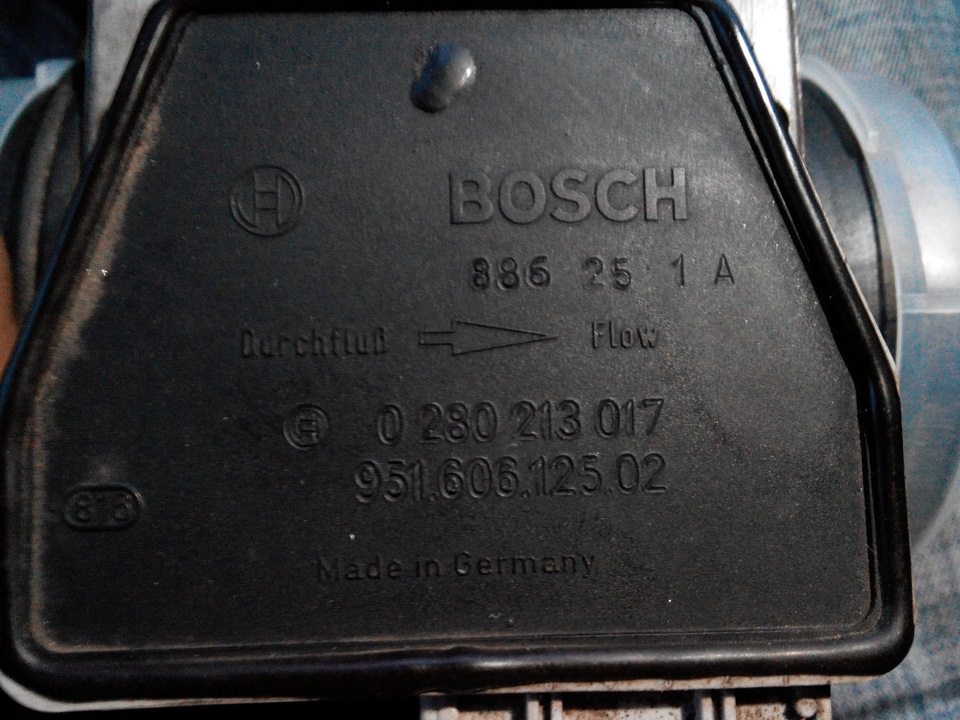 BOSCH
886 25 1 A
Durchfluß Flow
0 280 213 017
951.606.125.02
Made in Germany